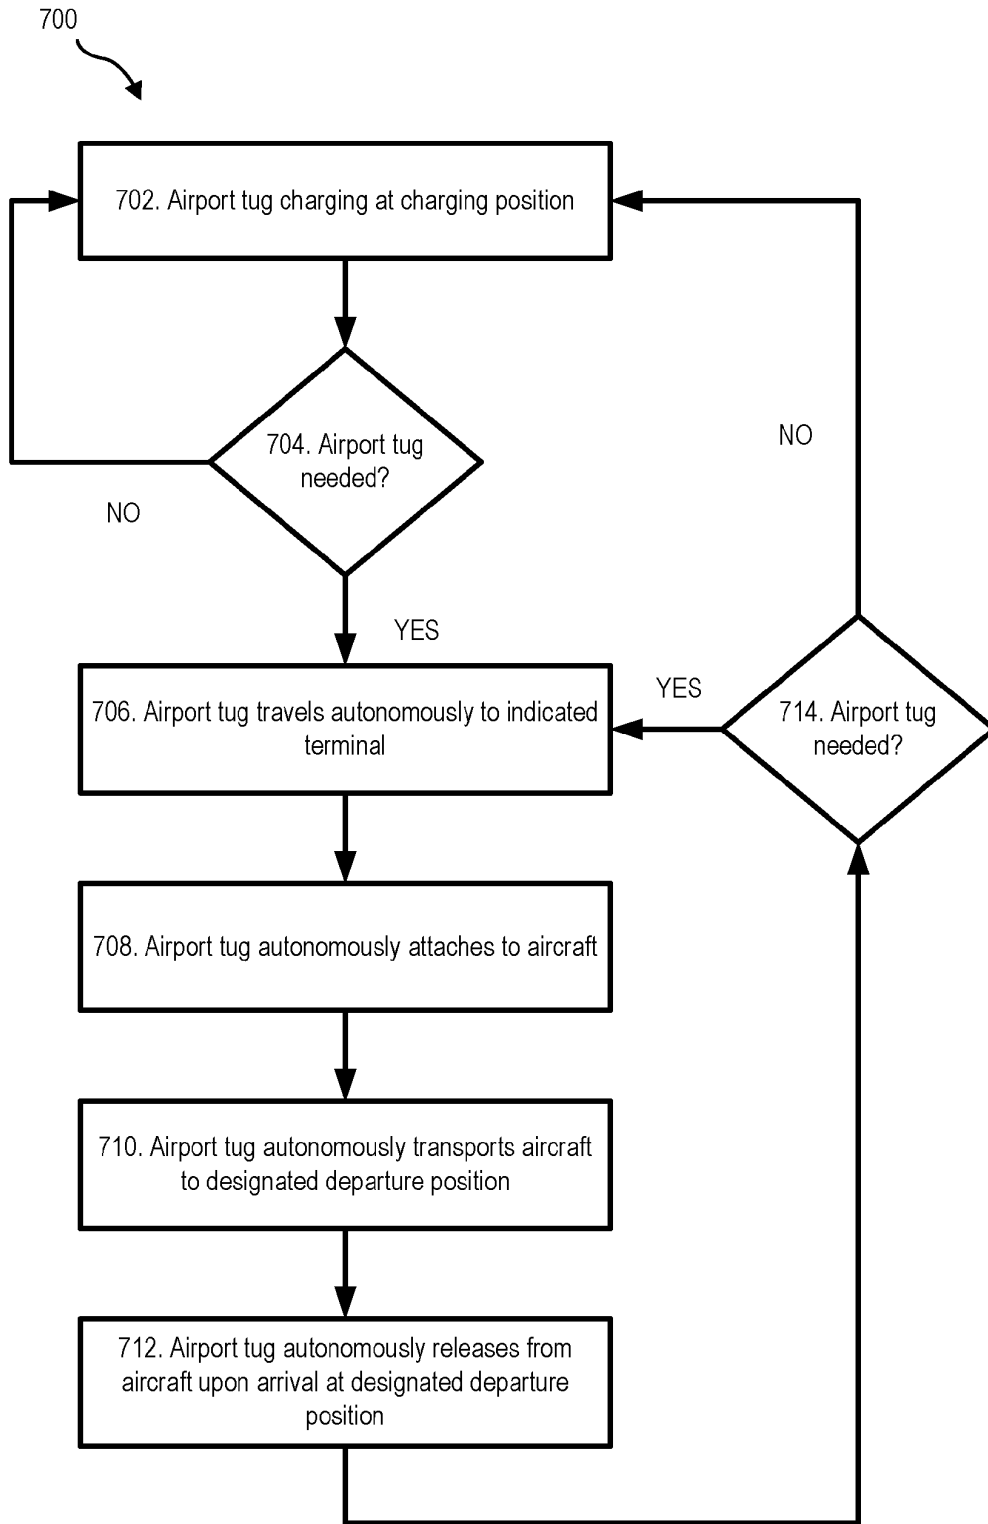 700
702. Airport tug charging at charging position
704. Airport tug
needed?
NO
NO
YES
706. Airport tug travels autonomously to indicated
terminal
YES
714. Airport tug
needed?
708. Airport tug autonomously attaches to aircraft
710. Airport tug autonomously transports aircraft
to designated departure position
712. Airport tug autonomously releases from
aircraft upon arrival at designated departure
position